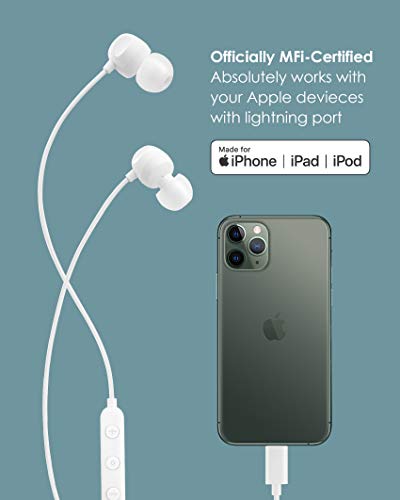 Officially MFi-Certified
Absolutely works with
your Apple devieces
with lightning port
Made for
iPhone | iPad | iPod